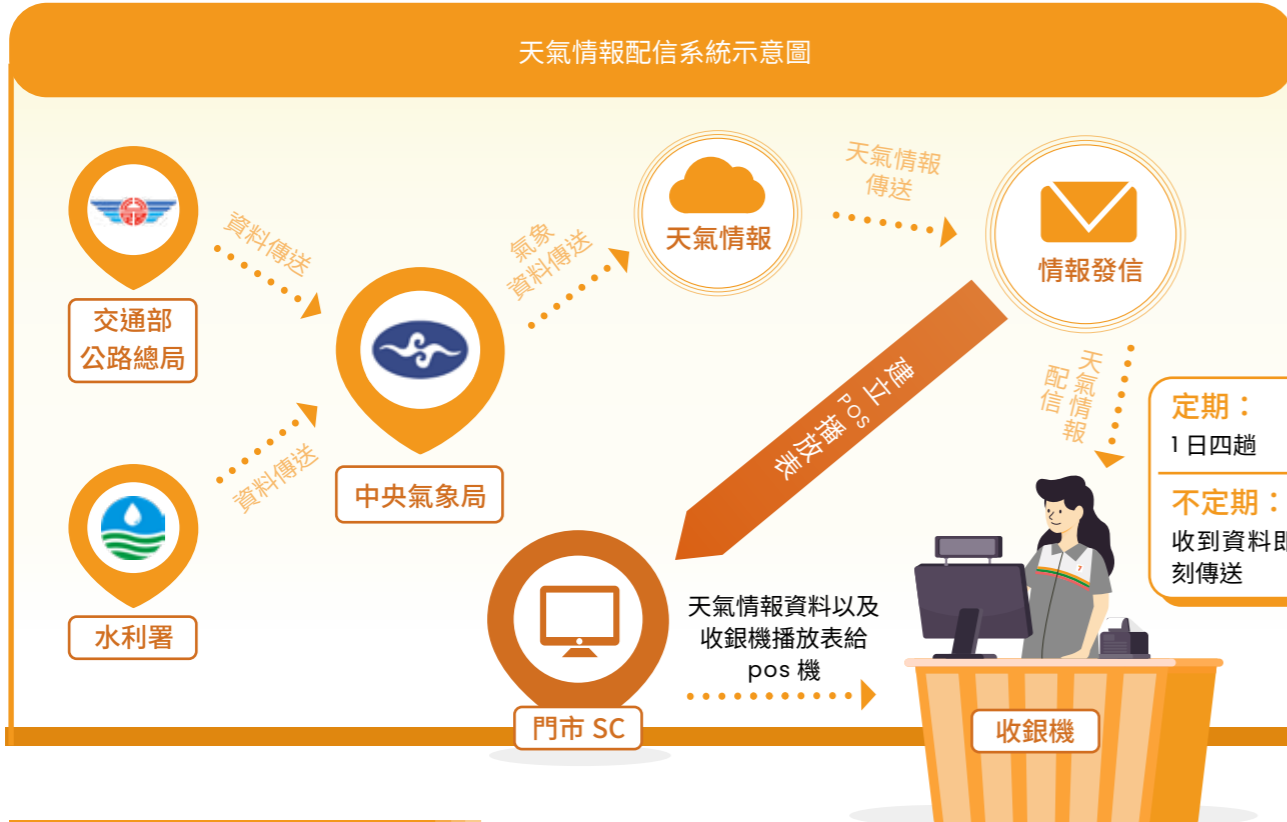 天氣情報配信系統示意圖
資料傳送
交通部
公路總局
氣象
資料傳送
天氣情報
天氣情報
傳送
情報發信
資料傳送
水利署
中央氣象局
建立POS播放表
天氣情報
配信
定期：
1日四趟
不定期：
收到資料即
刻傳送
天氣情報資料以及
收銀機播放表給
pos 機
門市 SC
收銀機